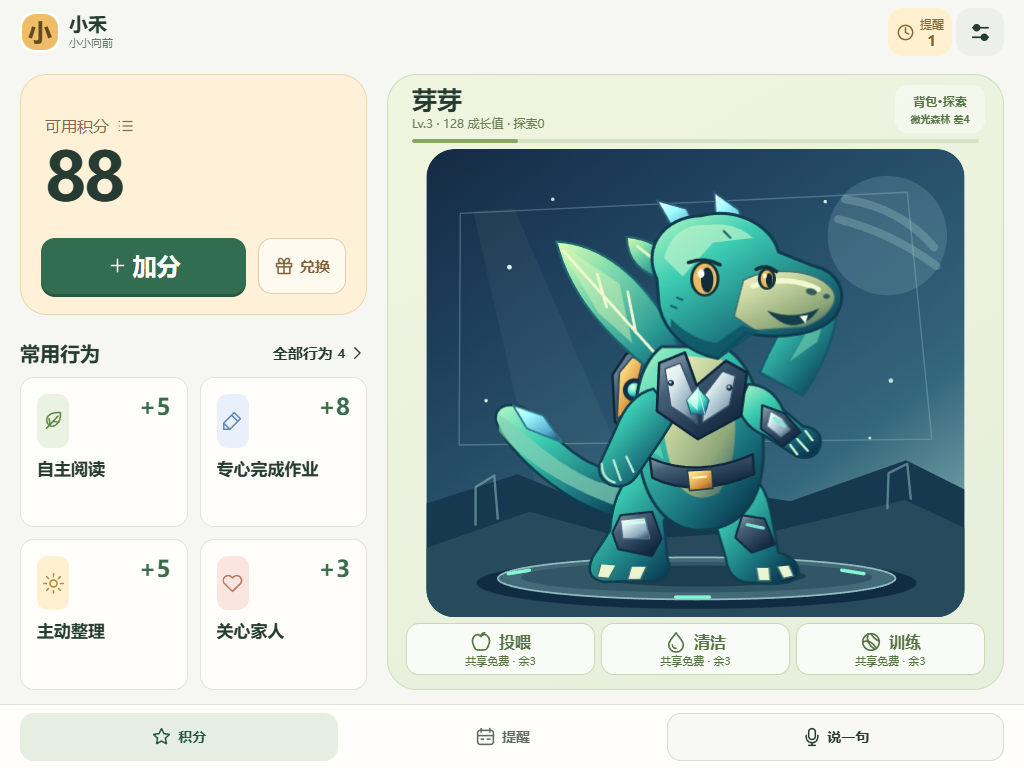 小
小禾
小小向前
提醒
1
可用积分
88
加分
兑换
常用行为
全部行为 4
+5
自主阅读
+8
专心完成作业
+5
主动整理
+3
关心家人
芽芽
Lv.3 · 128 成长值 · 探索0
背包•探索
微光森林 差4
投喂
共享免费 · 余3
清洁
共享免费 · 余3
训练
共享免费 · 余3
积分
提醒
说一句